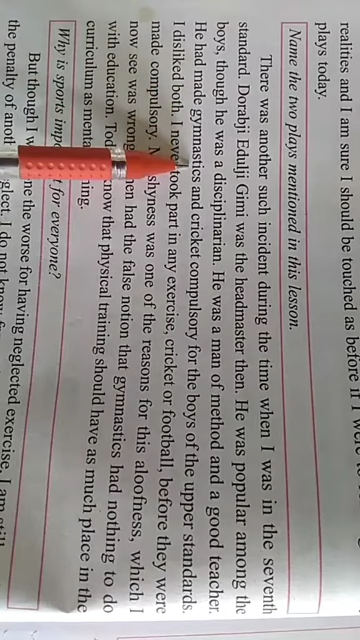 realities and I am sure I should be touched as before if I were to
plays today.
Name the two plays mentioned in this lesson.
There was another such incident during the time when I was in the seventh
standard. Dorabji Edulji Gimi was the headmaster then. He was popular among the
boys, though he was a disciplinarian. He was a man of method and a good teacher.
He had made gymnastics and cricket compulsory for the boys of the upper standards.
I disliked both. I never took part in any exercise, cricket or football, before they were
made compulsory. shyness was one of the reasons for this aloofness, which I
now see was wrong. then had the false notion that gymnastics had nothing to do
with education. know that physical training should have as much place in the
curriculum as
Why is sports for everyone?
But though I the worse for having neglected exercise, I am still
the penalty of I do not know